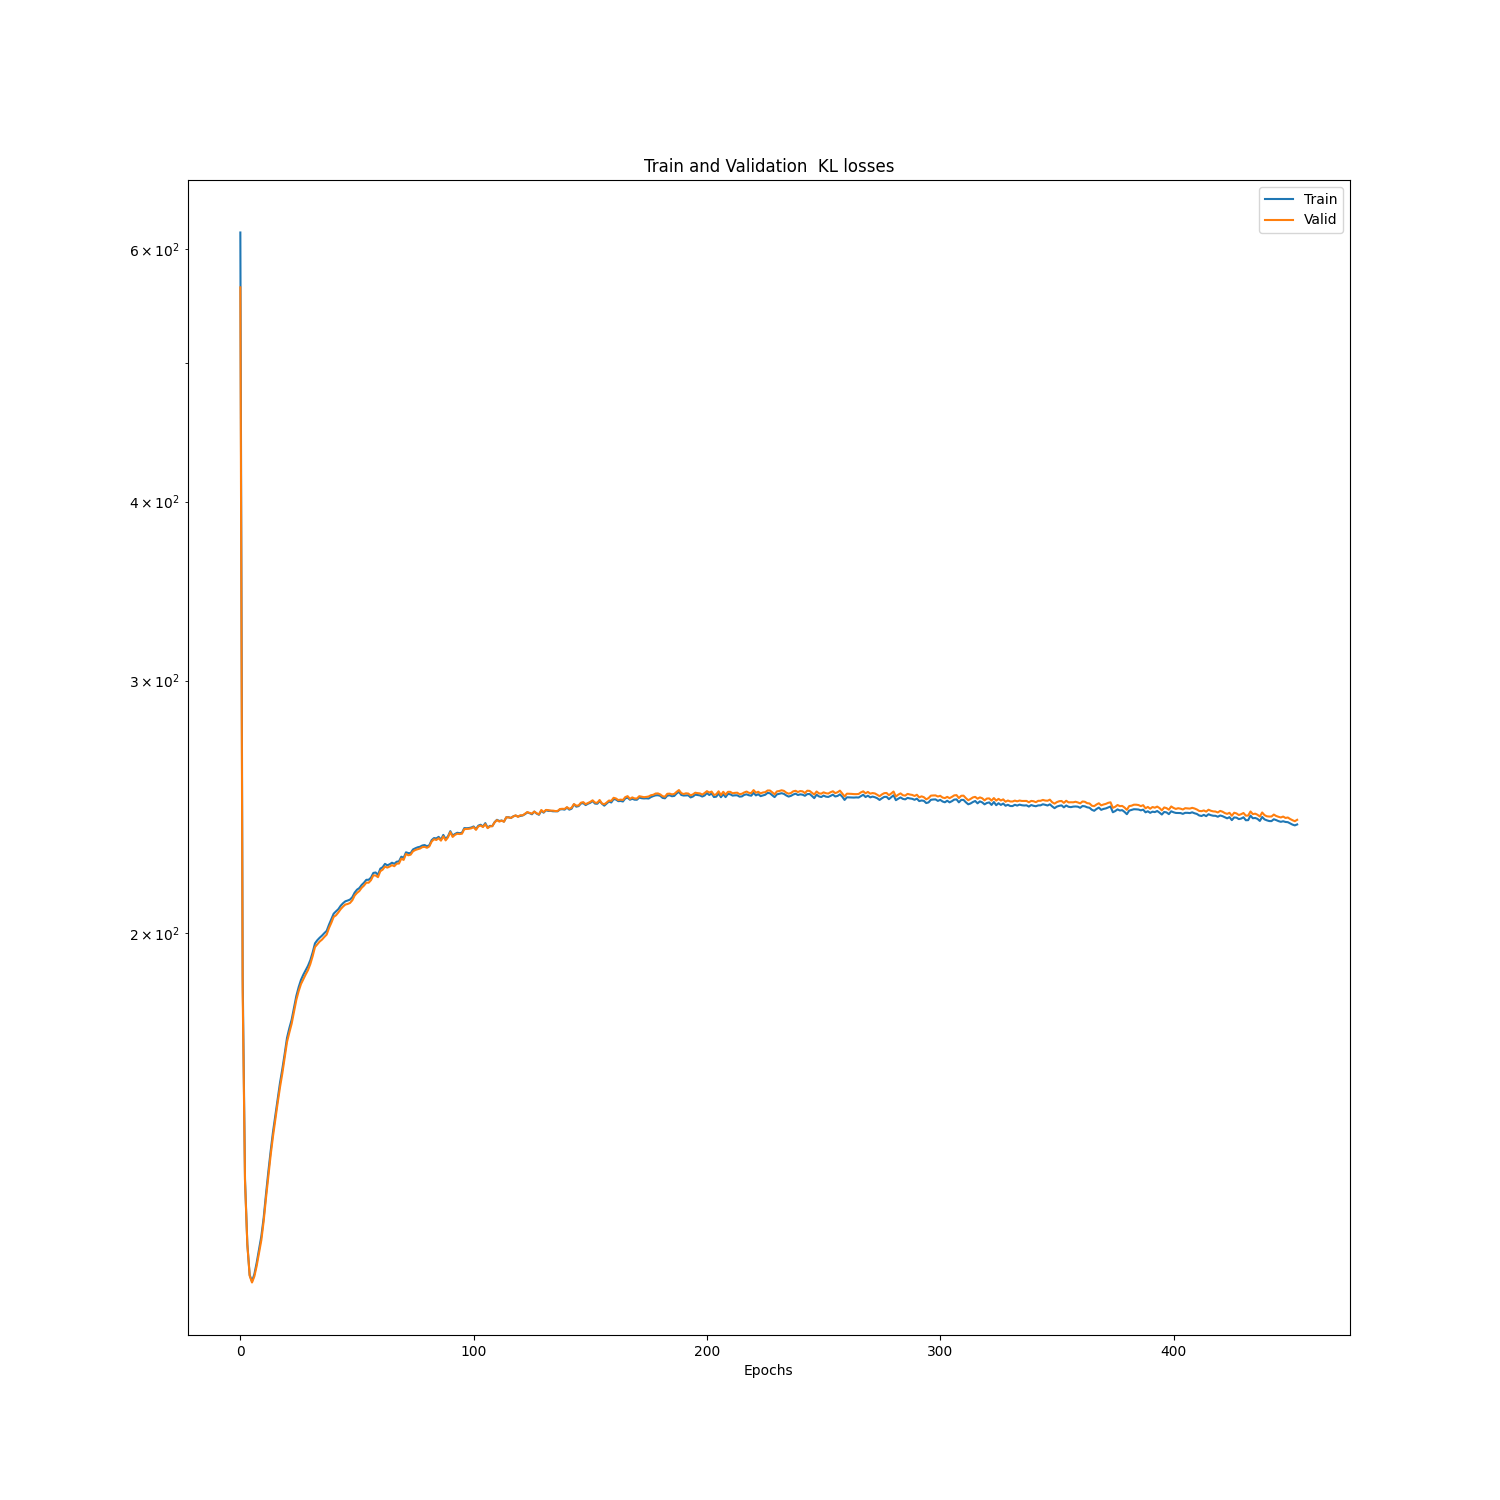 Train and Validation  KL losses
Train
Valid
6 × 10²
4 × 10²
3 × 10²
2 × 10²
0 100 200 300 400
Epochs